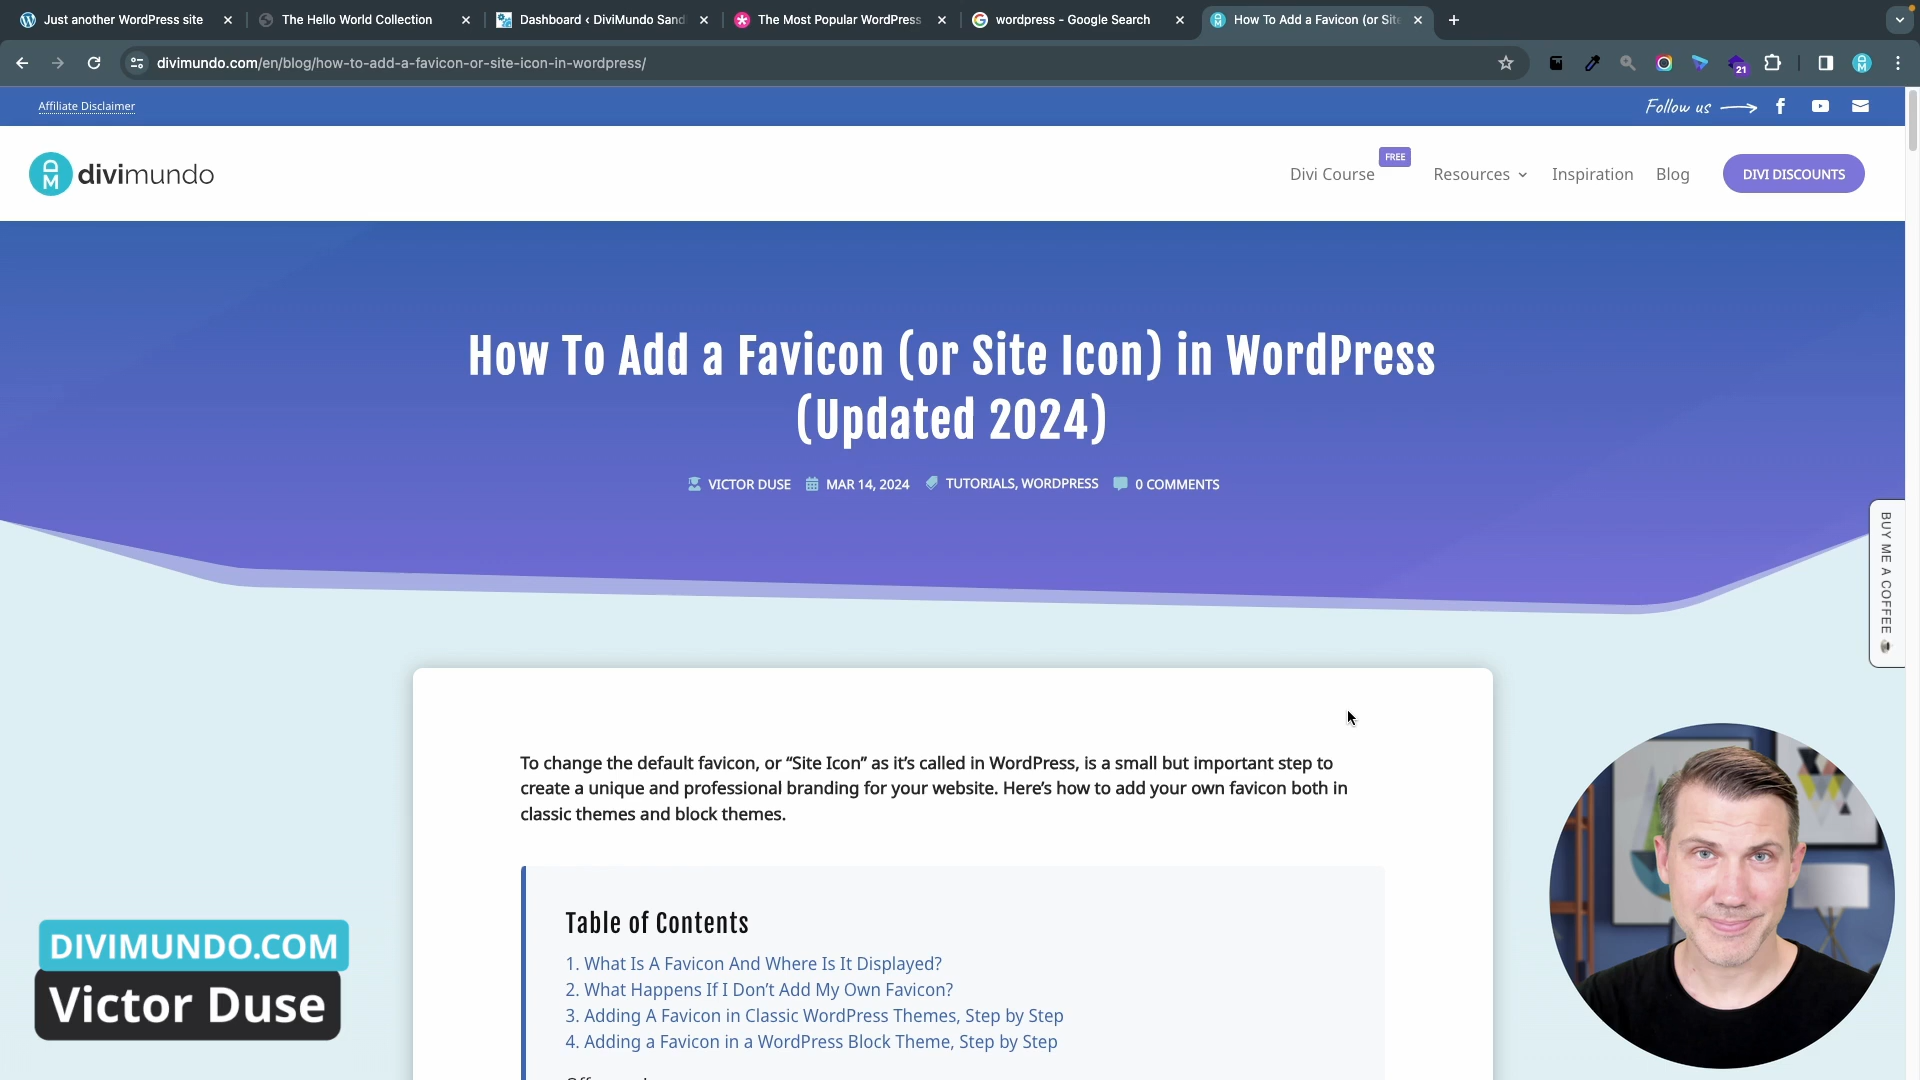 Just another WordPress site
The Hello World Collection
Dashboard ‹ DiviMundo Sand
The Most Popular WordPress
wordpress - Google Search
How To Add a Favicon (or Site
divimundo.com/en/blog/how-to-add-a-favicon-or-site-icon-in-wordpress/
21
Affiliate Disclaimer
Follow us
DM divimundo
Divi Course
FREE
Resources
Inspiration
Blog
DIVI DISCOUNTS
How To Add a Favicon (or Site Icon) in WordPress
(Updated 2024)
VICTOR DUSE MAR 14, 2024 TUTORIALS, WORDPRESS 0 COMMENTS
BUY ME A COFFEE
To change the default favicon, or “Site Icon” as it’s called in WordPress, is a small but important step to
create a unique and professional branding for your website. Here’s how to add your own favicon both in
classic themes and block themes.
Table of Contents
1. What Is A Favicon And Where Is It Displayed?
2. What Happens If I Don’t Add My Own Favicon?
3. Adding A Favicon in Classic WordPress Themes, Step by Step
4. Adding a Favicon in a WordPress Block Theme, Step by Step
DIVIMUNDO.COM
Victor Duse